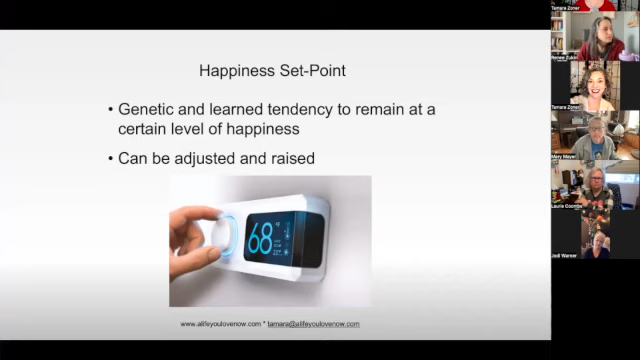 Happiness Set-Point
• Genetic and learned tendency to remain at a
certain level of happiness
• Can be adjusted and raised
68
www.alifeyoulovenow.com * tamara@alifeyoulovenow.com
Tamara Zoner
Renee Zukin
Tamara Zoner
Mary Mayer
Laurie Coombs
Jodi Warner